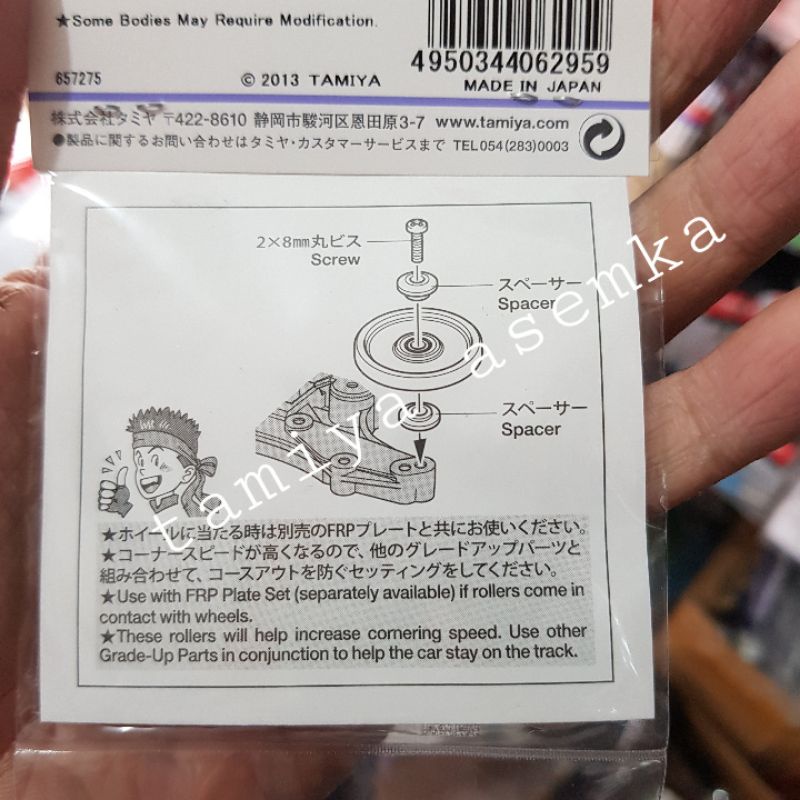 ★Some Bodies May Require Modification.
4950344062959
657275
© 2013 TAMIYA
MADE IN JAPAN
株式会社タミヤ 〒422-8610 静岡市駿河区恩田原3-7 www.tamiya.com
●製品に関するお問い合わせはタミヤ・カスタマーサービスまで TEL054(283)0003
2×8㎜丸ビス
Screw
スペーサー
Spacer
スペーサー
Spacer
tamiya asemka
★ホイールに当たる時は別売のFRPプレートと共にお使いください。
★コーナースピードが高くなるので、他のグレードアップパーツと
組み合わせて、コースアウトを防ぐセッティングをしてください。
★Use with FRP Plate Set (separately available) if rollers come in
contact with wheels.
★These rollers will help increase cornering speed. Use other
Grade-Up Parts in conjunction to help the car stay on the track.